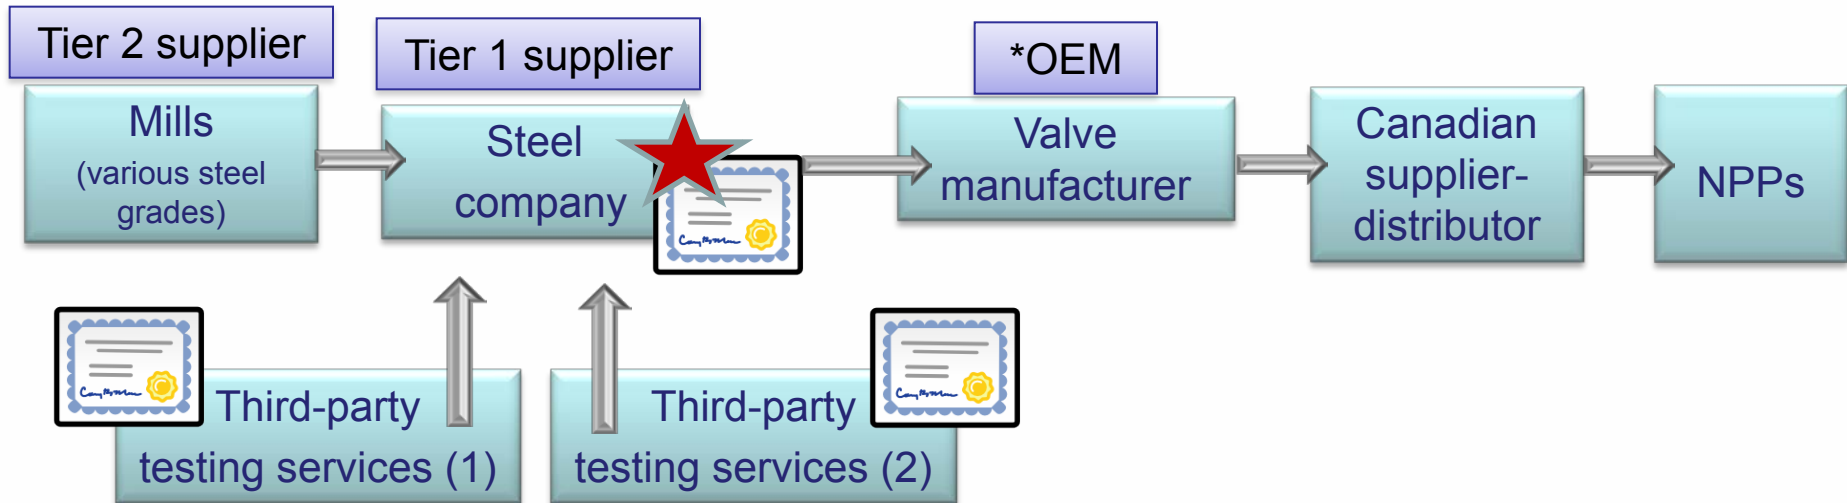 Tier 2 supplier
Tier 1 supplier
*OEM
Mills
(various steel
grades)
Steel
company
Valve
manufacturer
Canadian
supplier-
distributor
NPPs
Third-party
testing services (1)
Third-party
testing services (2)